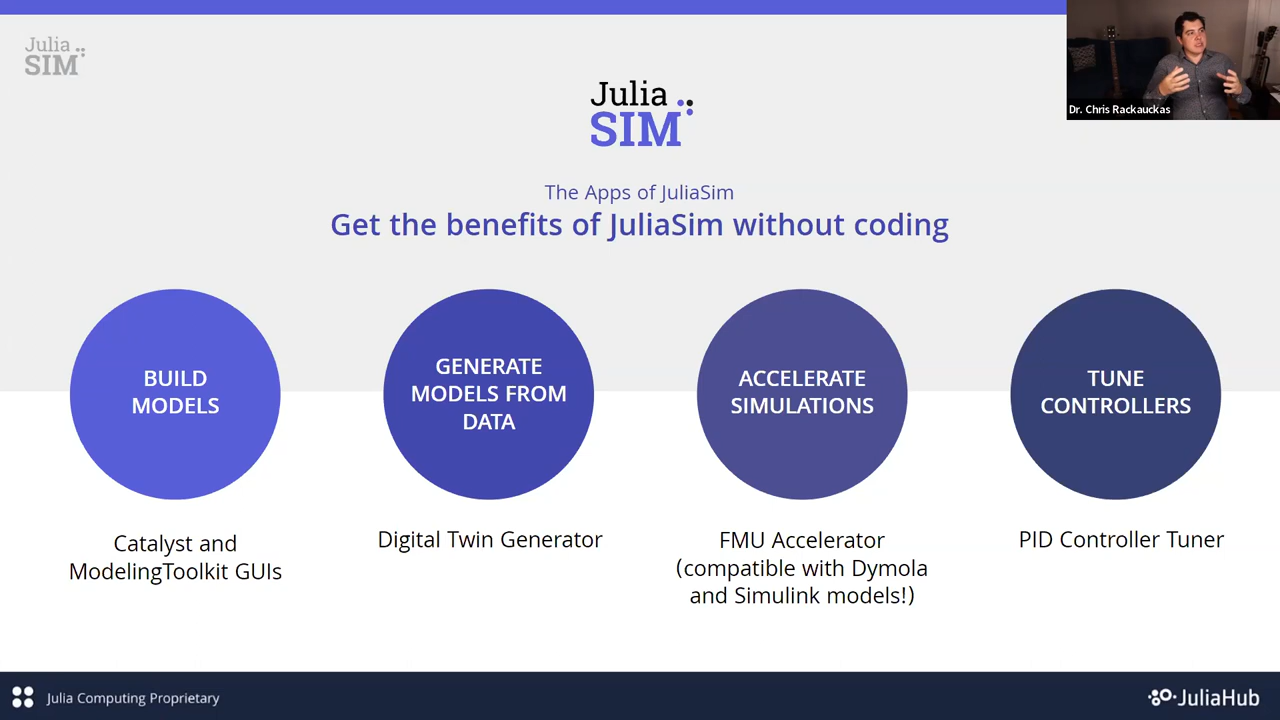 Julia
SIM
Dr. Chris Rackauckas
Julia
SIM
The Apps of JuliaSim
Get the benefits of JuliaSim without coding
BUILD
MODELS
GENERATE
MODELS FROM
DATA
ACCELERATE
SIMULATIONS
TUNE
CONTROLLERS
Catalyst and
ModelingToolkit GUIs
Digital Twin Generator
FMU Accelerator
(compatible with Dymola
and Simulink models!)
PID Controller Tuner
Julia Computing Proprietary
JuliaHub